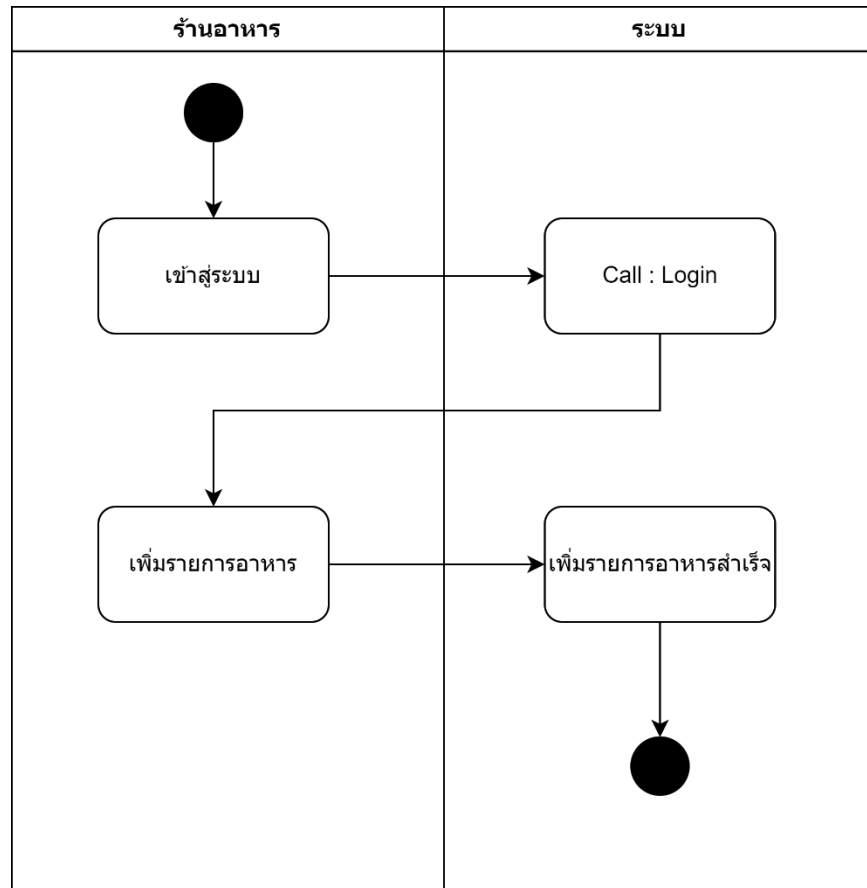 ร้านอาหาร
ระบบ
เข้าสู่ระบบ
Call : Login
เพิ่มรายการอาหาร
เพิ่มรายการอาหารสำเร็จ